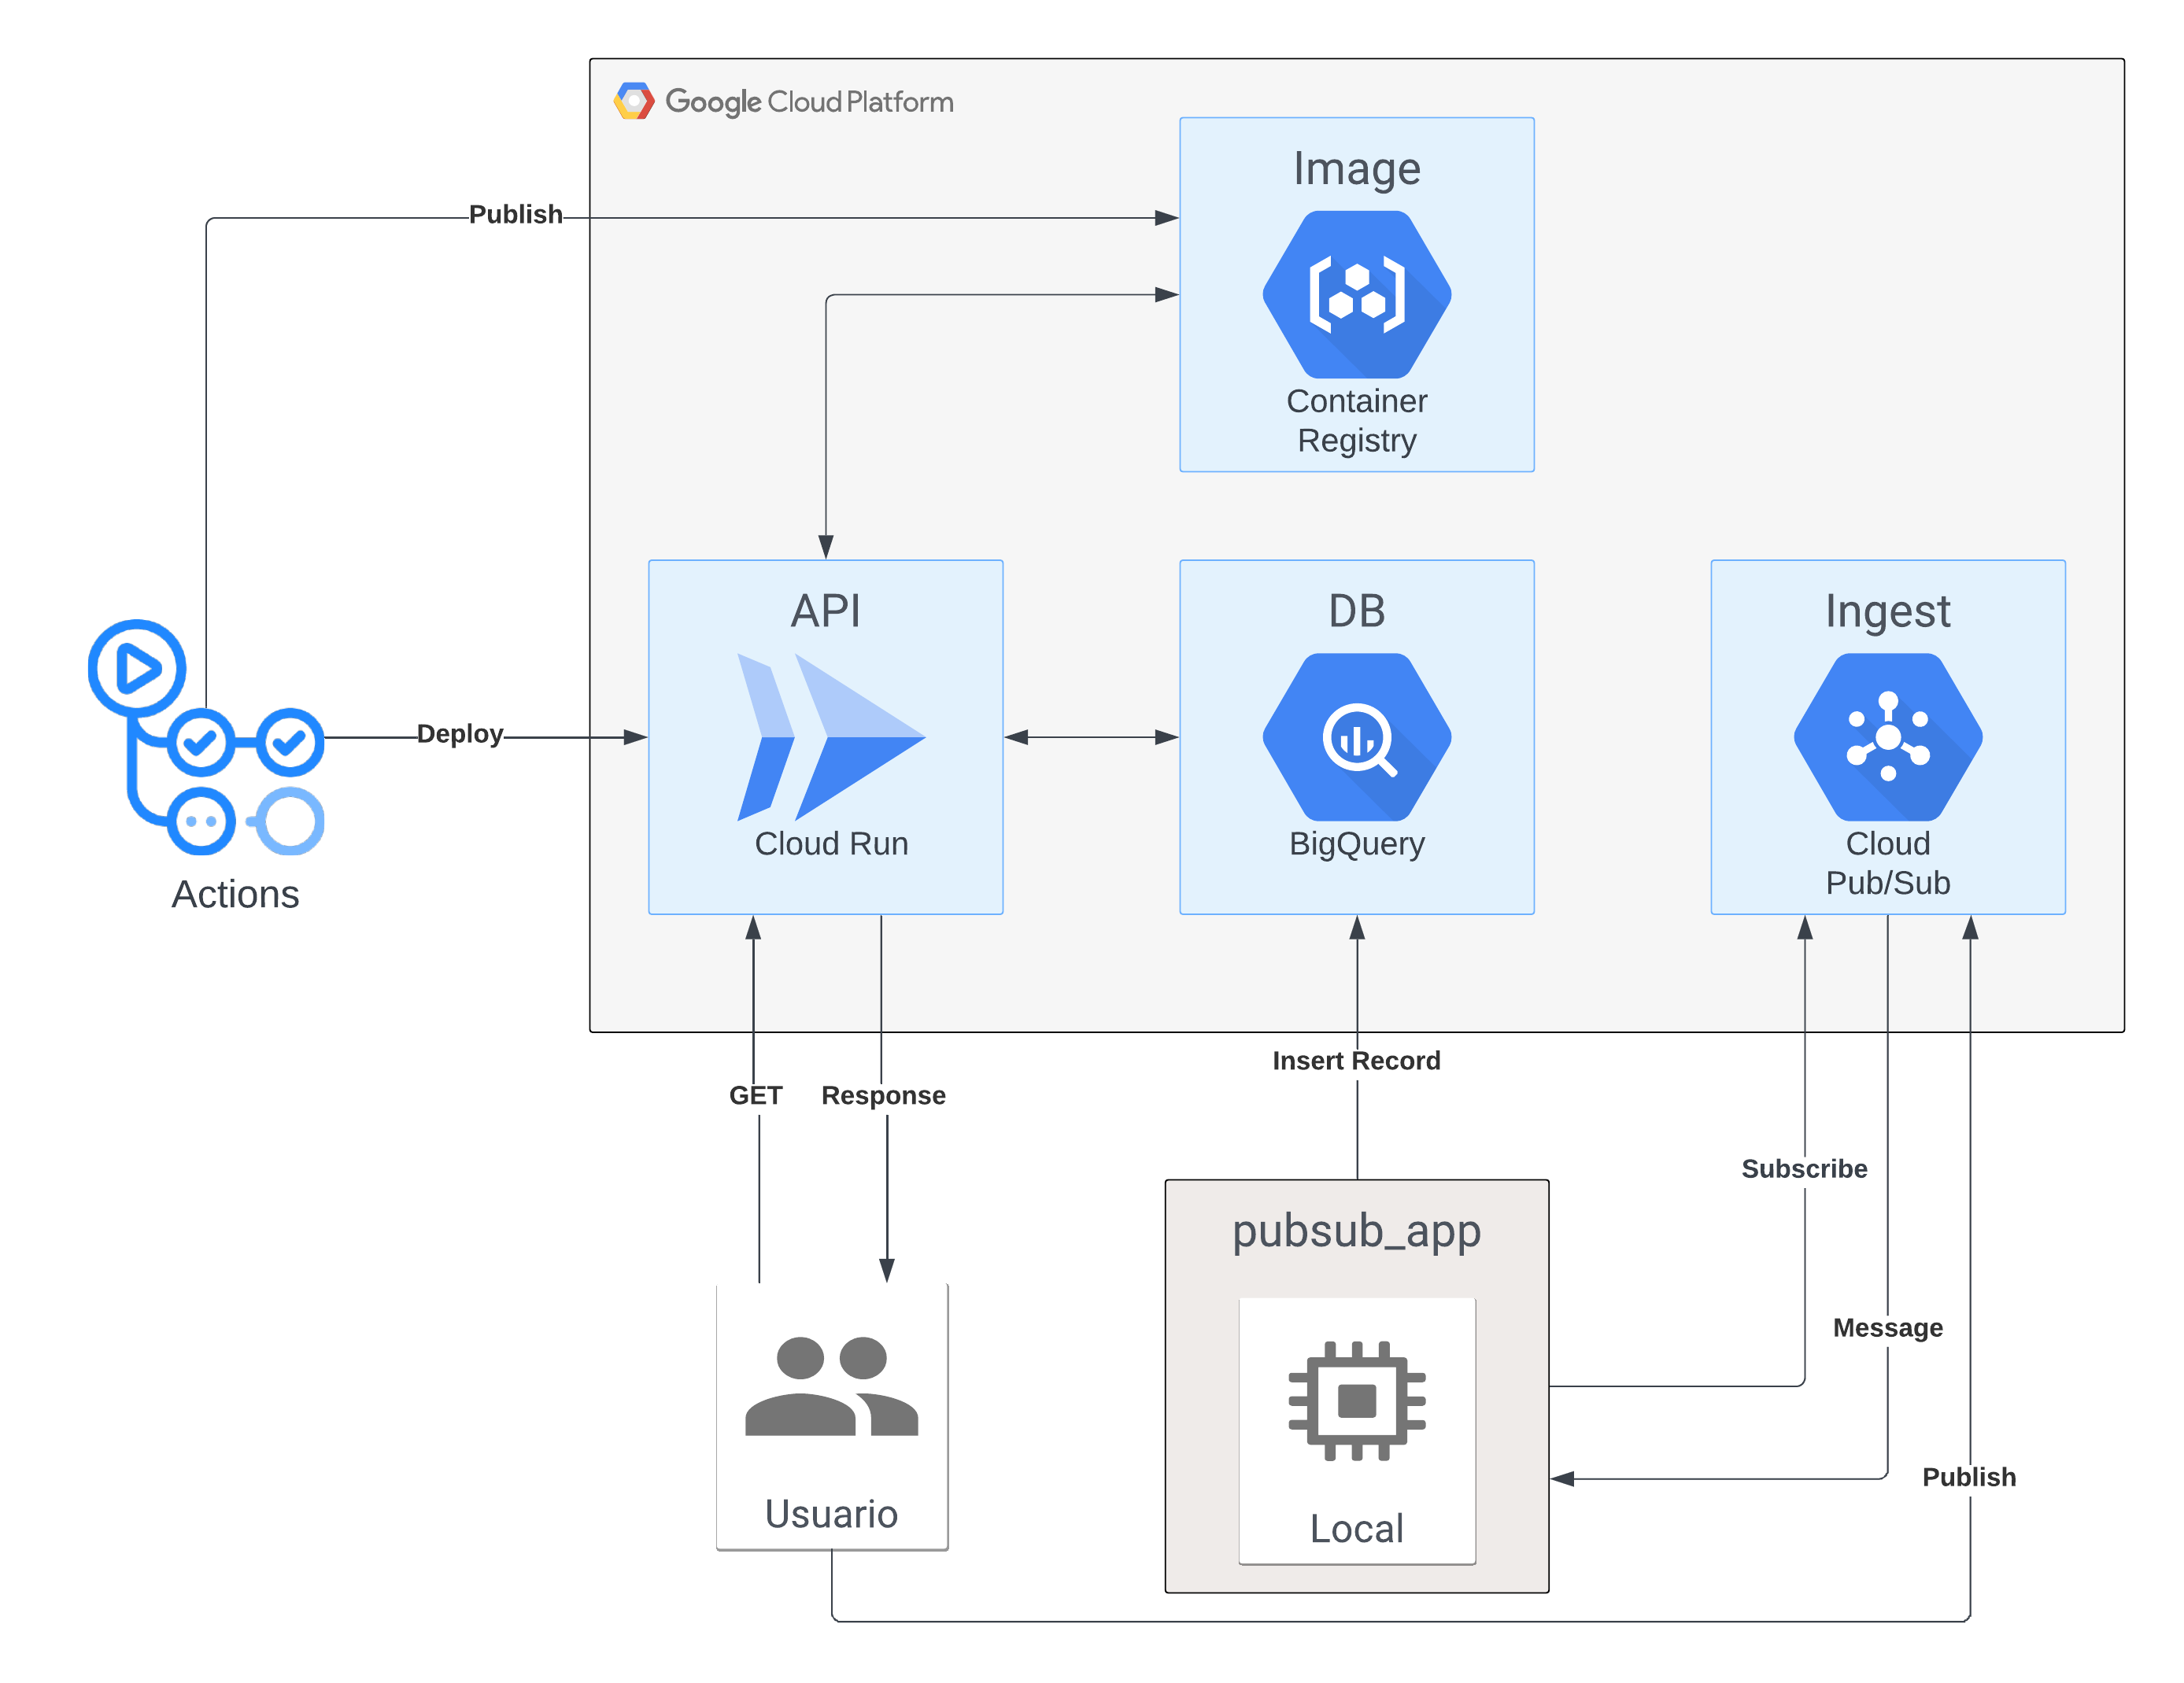 Google Cloud Platform
Image
Container
Registry
Publish
API
Cloud Run
DB
BigQuery
Ingest
Cloud
Pub/Sub
Deploy
Actions
GET
Response
Insert Record
Subscribe
pubsub_app
Local
Message
Publish
Usuario